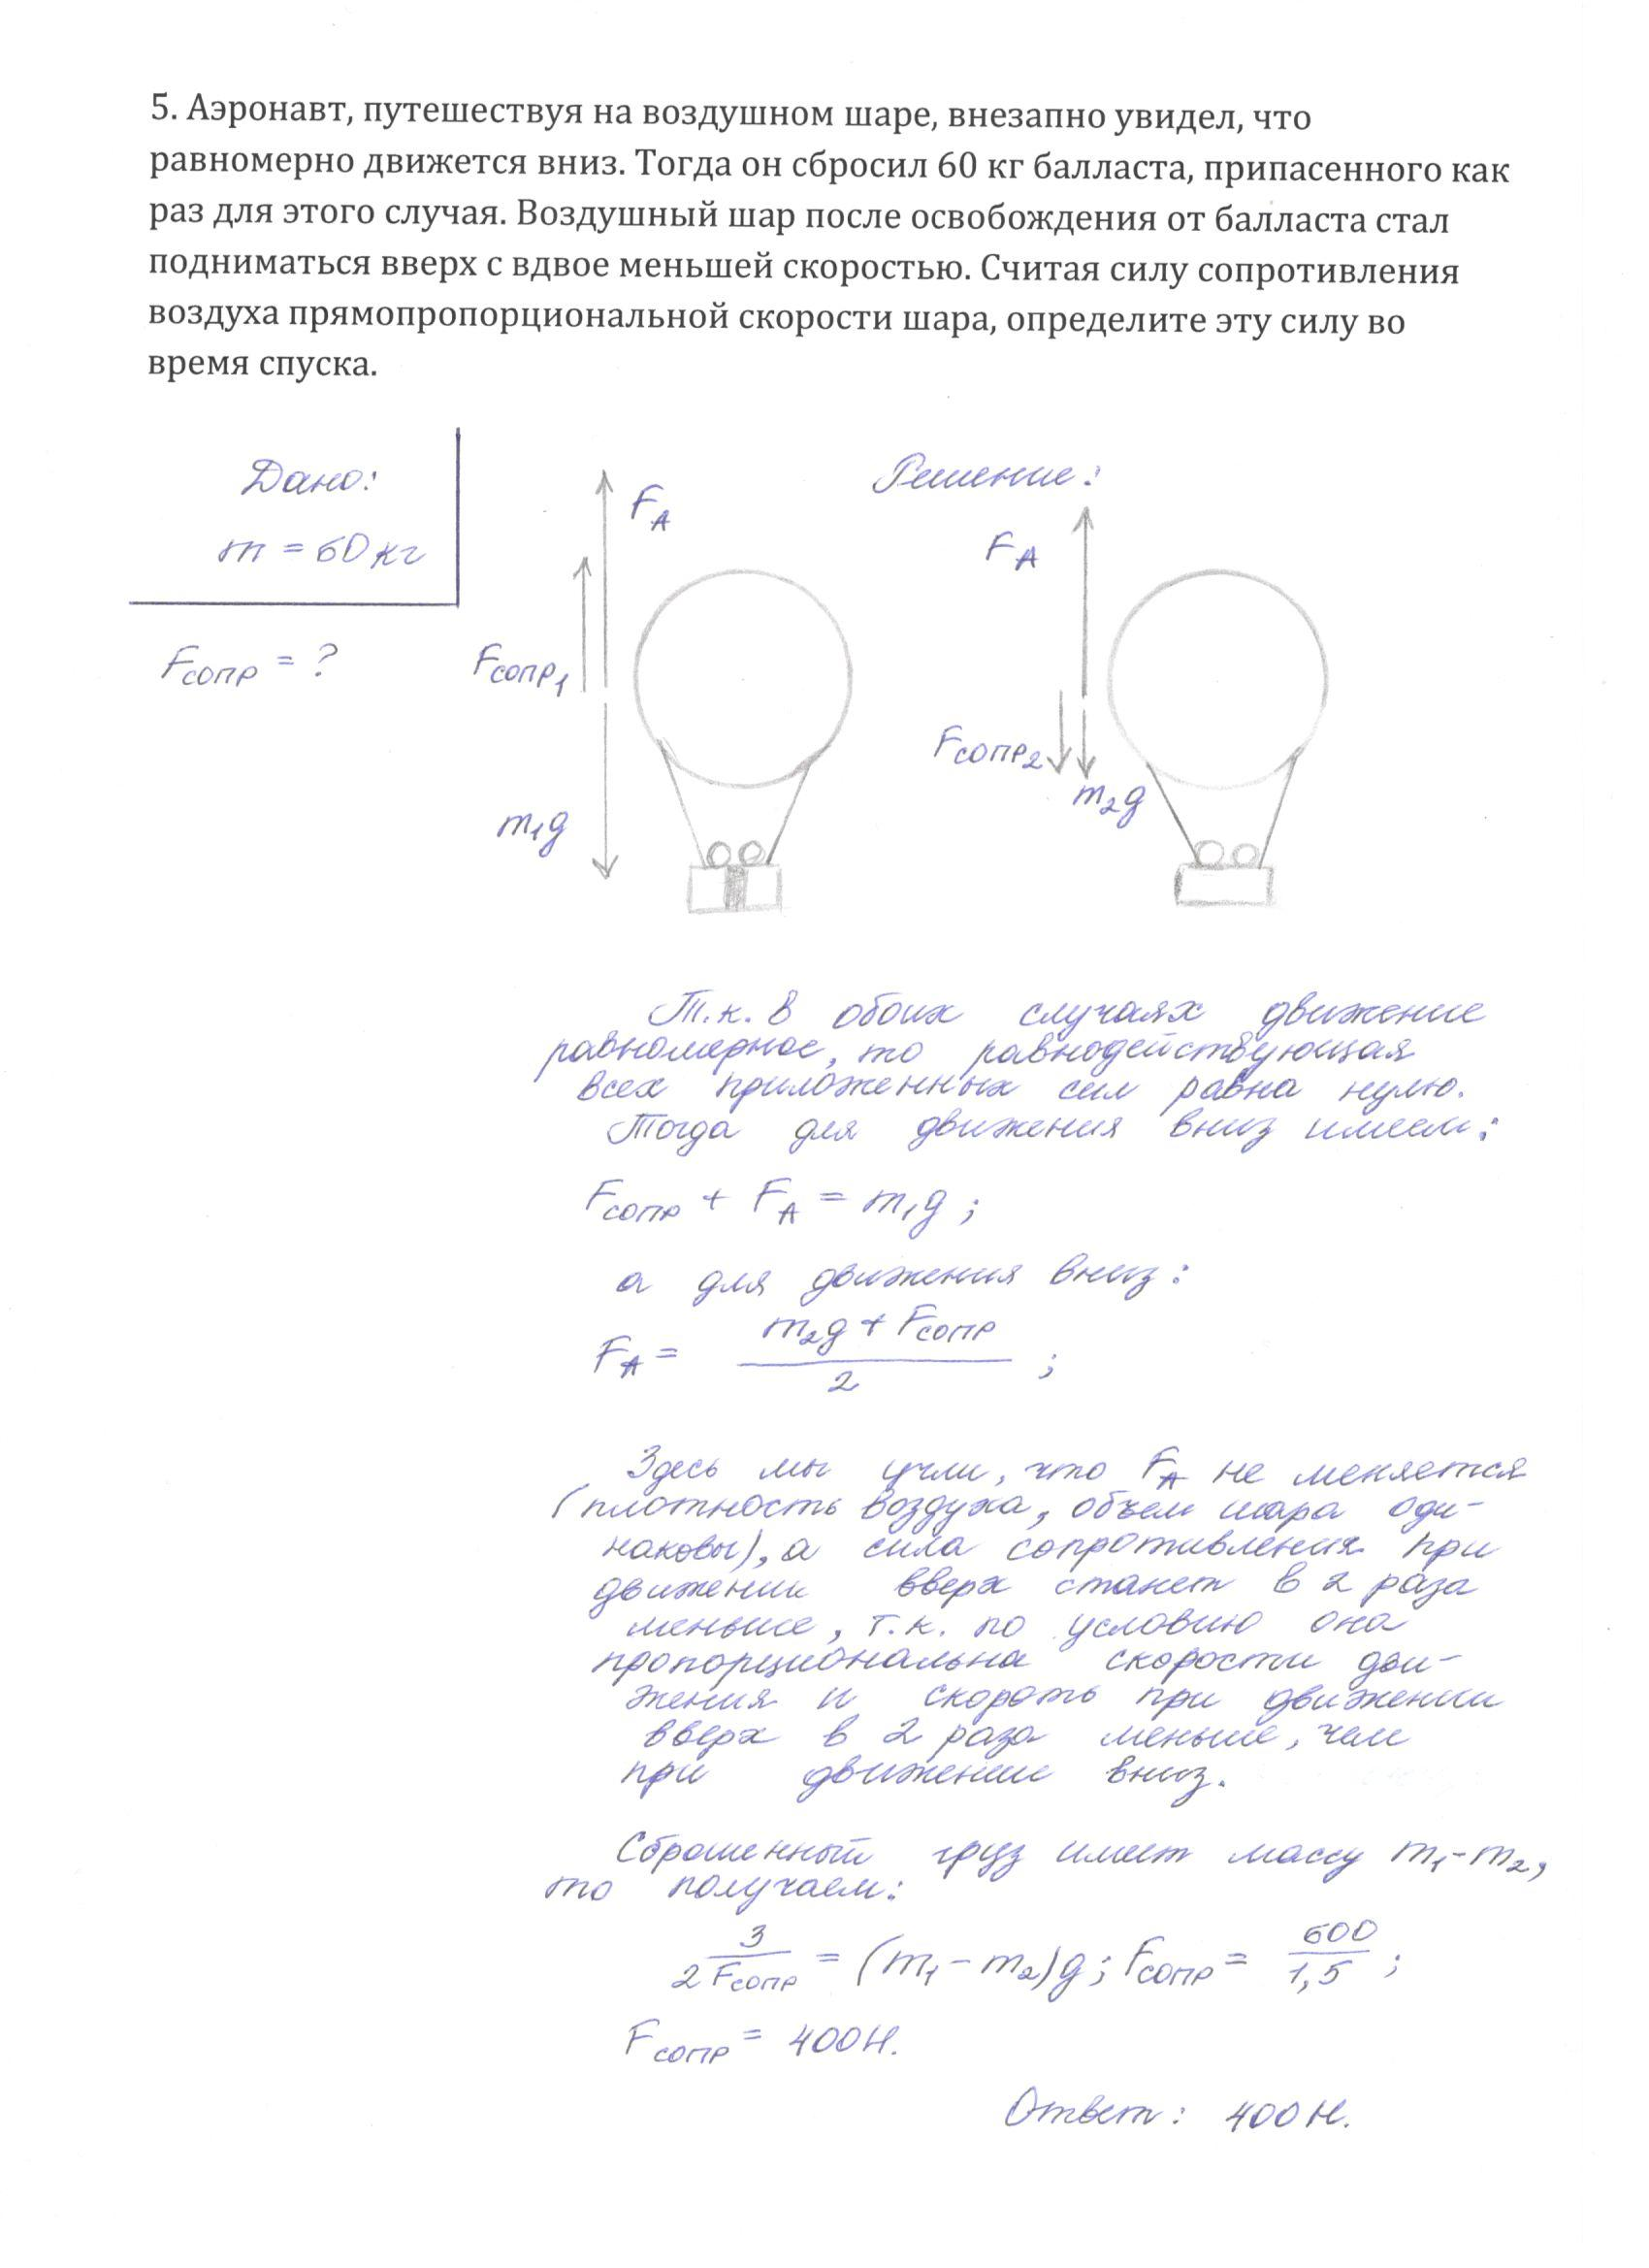 5. Аэронавт, путешествуя на воздушном шаре, внезапно увидел, что
равномерно движется вниз. Тогда он сбросил 60 кг балласта, припасенного как
раз для этого случая. Воздушный шар после освобождения от балласта стал
подниматься вверх с вдвое меньшей скоростью. Считая силу сопротивления
воздуха прямопропорциональной скорости шара, определите эту силу во
время спуска.
Дано:
m = 60 кг
Fсопр = ?
FA
Fсопр1
m1g
Решение:
FA
Fсопр2
m2g
Т.к. в обоих случаях движение
равномерное, то равнодействующая
всех приложенных сил равна нулю.
Тогда для движения вниз имеем:
Fсопр + FA = m1g ;
а для движения вниз:
FA = (m2g + Fсопр)/2 ;
Здесь мы учли, что FA не меняется
(плотность воздуха, объем шара оди-
наковы), а сила сопротивления при
движении вверх станет в 2 раза
меньше, т.к. по условию она
пропорциональна скорости дви-
жения и скорость при движении
вверх в 2 раза меньше, чем
при движение вниз.
Сброшенный груз имеет массу m1-m2,
то получаем:
3/(2 Fсопр) = (m1 - m2)g ; Fсопр = 600/1,5 ;
Fсопр = 400 Н.
Ответ: 400 Н.